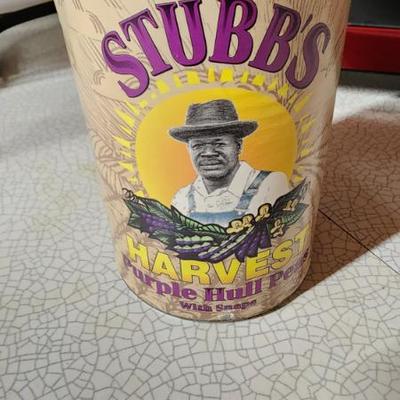 STUBB'S
HARVEST
Purple Hull Peas
With Snaps